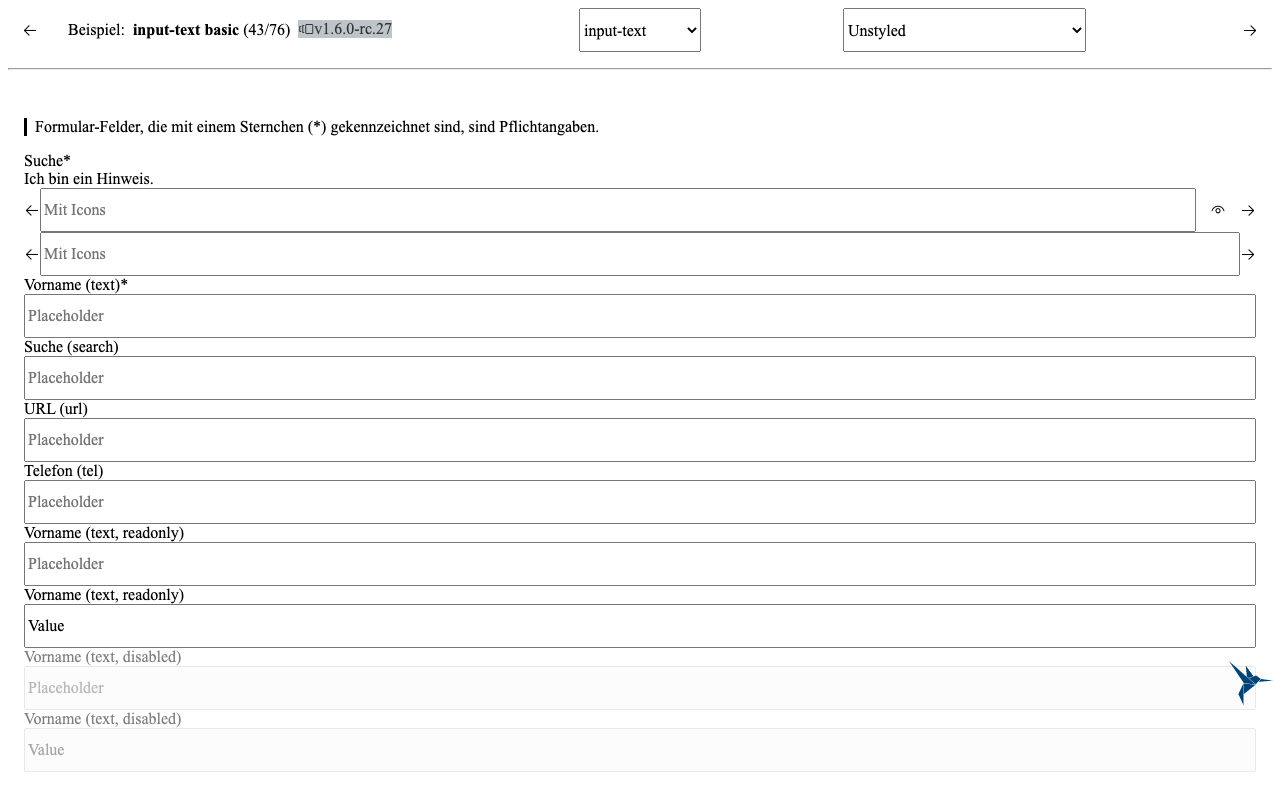 Beispiel: input-text basic (43/76) v1.6.0-rc.27 input-text Unstyled
Formular-Felder, die mit einem Sternchen (*) gekennzeichnet sind, sind Pflichtangaben.
Suche*
Ich bin ein Hinweis.
Mit Icons
Mit Icons
Vorname (text)*
Placeholder
Suche (search)
Placeholder
URL (url)
Placeholder
Telefon (tel)
Placeholder
Vorname (text, readonly)
Placeholder
Vorname (text, readonly)
Value
Vorname (text, disabled)
Placeholder
Vorname (text, disabled)
Value